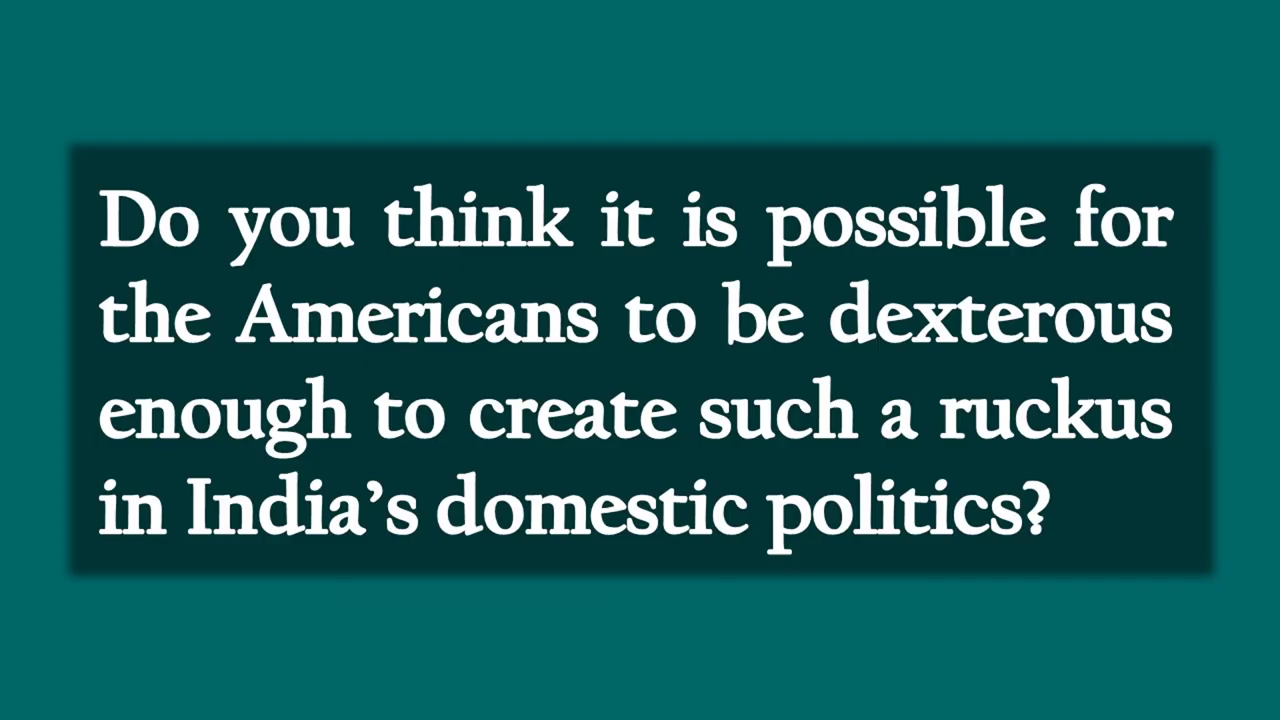 Do you think it is possible for
the Americans to be dexterous
enough to create such a ruckus
in India’s domestic politics?